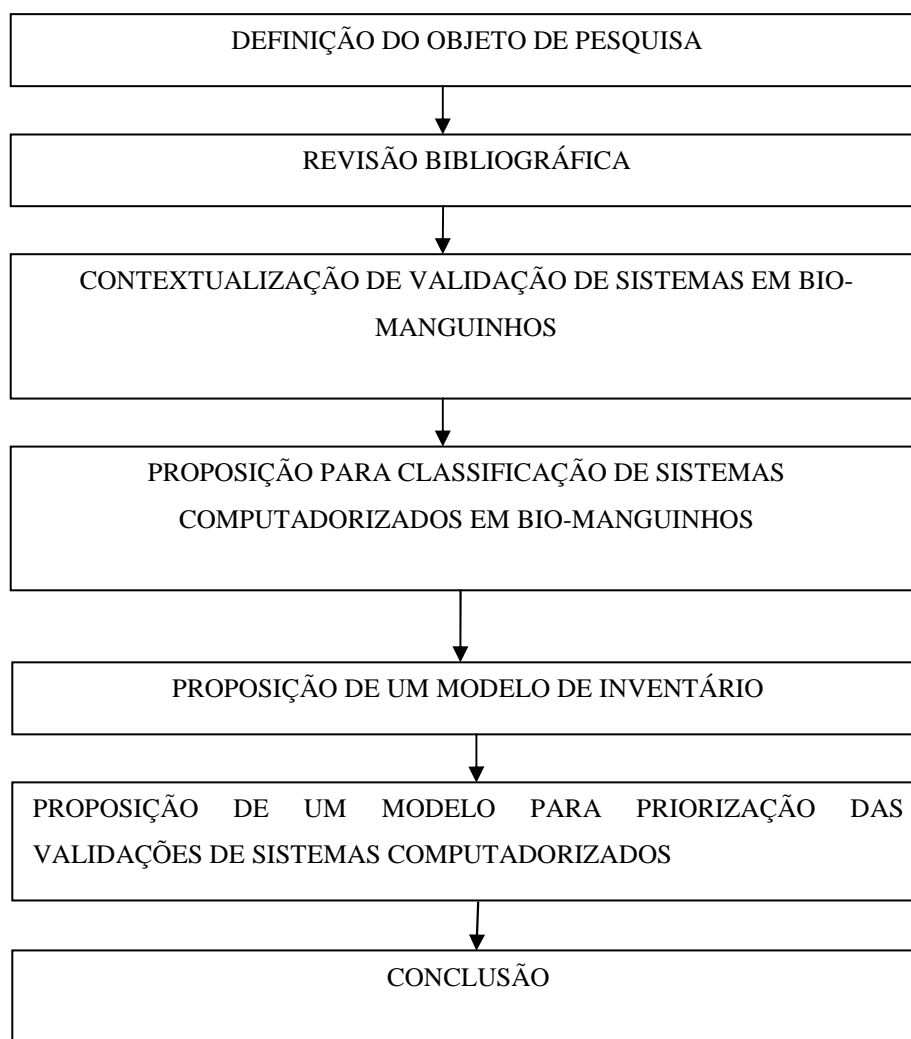 DEFINIÇÃO DO OBJETO DE PESQUISA
REVISÃO BIBLIOGRÁFICA
CONTEXTUALIZAÇÃO DE VALIDAÇÃO DE SISTEMAS EM BIO-
MANGUINHOS
PROPOSIÇÃO PARA CLASSIFICAÇÃO DE SISTEMAS
COMPUTADORIZADOS EM BIO-MANGUINHOS
PROPOSIÇÃO DE UM MODELO DE INVENTÁRIO
PROPOSIÇÃO DE UM MODELO PARA PRIORIZAÇÃO DAS
VALIDAÇÕES DE SISTEMAS COMPUTADORIZADOS
CONCLUSÃO